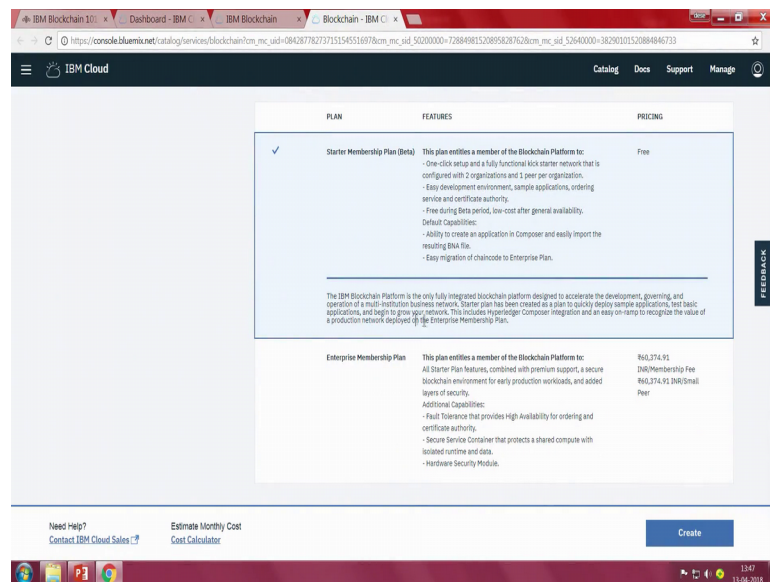 IBM Blockchain 101
Dashboard - IBM C
IBM Blockchain
Blockchain - IBM C
https://console.bluemix.net/catalog/services/blockchain?cm_mc_uid=08428778273715154551697&cm_mc_sid_50200000=72884981520895828762&cm_mc_sid_52640000=38290101520884846733
IBM Cloud
Catalog Docs Support Manage
PLAN FEATURES PRICING
Starter Membership Plan (Beta) This plan entitles a member of the Blockchain Platform to: Free
- One-click setup and a fully functional kick starter network that is
configured with 2 organizations and 1 peer per organization.
- Easy development environment, sample applications, ordering
service and certificate authority.
- Free during Beta period, low-cost after general availability.
Default Capabilities:
- Ability to create an application in Composer and easily import the
resulting BNA file.
- Easy migration of chaincode to Enterprise Plan.
The IBM Blockchain Platform is the only fully integrated blockchain platform designed to accelerate the development, governing, and
operation of a multi-institution business network. Starter plan has been created as a plan to quickly deploy sample applications, test basic
applications, and begin to grow your network. This includes Hyperledger Composer integration and an easy on-
ramp to recognize the value of
a production network deployed on the Enterprise Membership Plan.
Enterprise Membership Plan This plan entitles a member of the Blockchain Platform to: ₹60,374.91
All Starter Plan features, combined with premium support, a secure INR/Membership Fee
blockchain environment for early production workloads, and added ₹60,374.91 INR/Small
layers of security. Peer
Additional Capabilities:
- Fault Tolerance that provides High Availability for ordering and
certificate authority.
- Secure Service Container that protects a shared compute with
isolated runtime and data.
- Hardware Security Module.
FEEDBACK
Need Help? Estimate Monthly Cost
Contact IBM Cloud Sales Cost Calculator
Create
13:47
13-04-2018